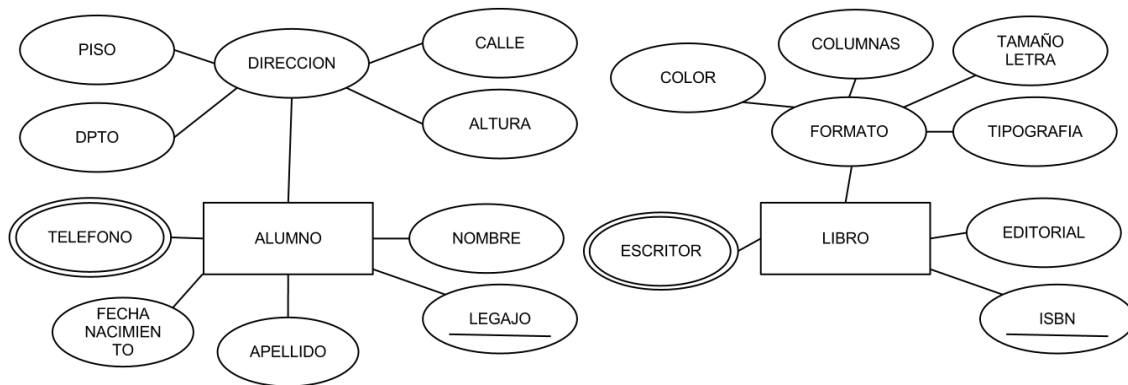 PISO
DIRECCION
CALLE
DPTO
ALTURA
TELEFONO
ALUMNO
NOMBRE
FECHA
NACIMIEN
TO
APELLIDO
LEGAJO
COLOR
COLUMNAS
TAMAÑO
LETRA
FORMATO
TIPOGRAFIA
ESCRITOR
LIBRO
EDITORIAL
ISBN